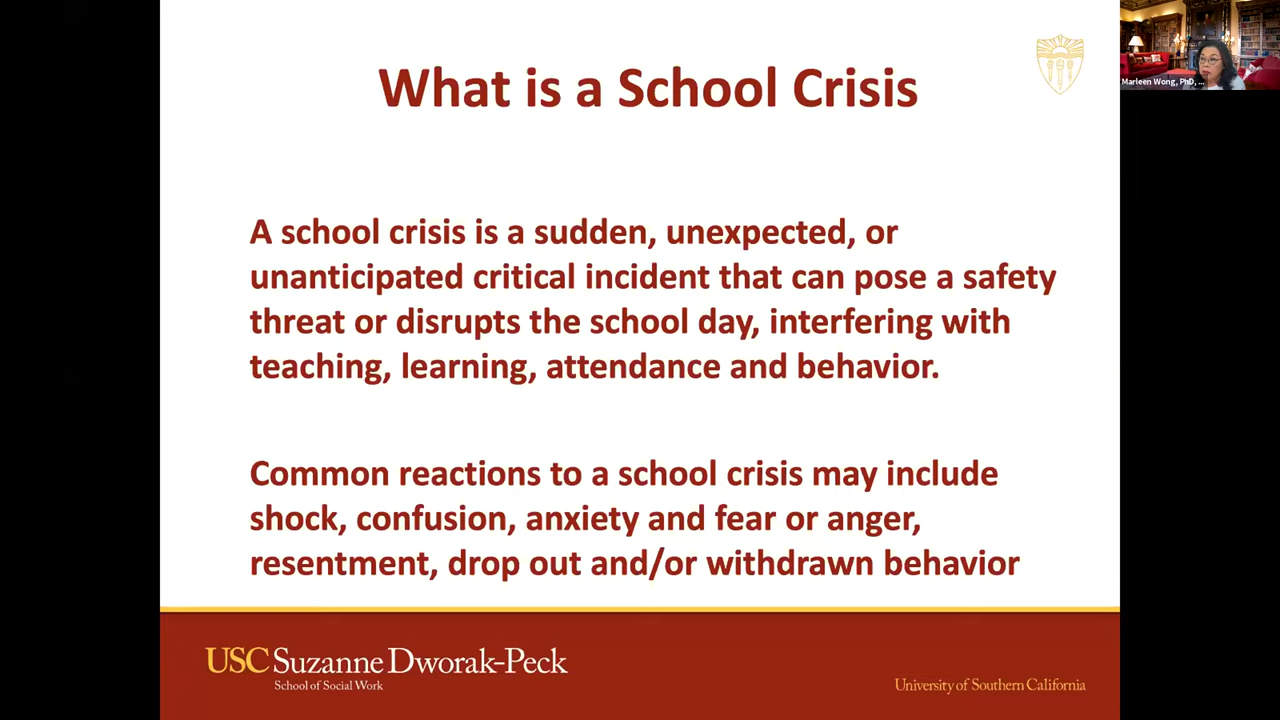 What is a School Crisis
Marleen Wong, PhD, ...
A school crisis is a sudden, unexpected, or
unanticipated critical incident that can pose a safety
threat or disrupts the school day, interfering with
teaching, learning, attendance and behavior.
Common reactions to a school crisis may include
shock, confusion, anxiety and fear or anger,
resentment, drop out and/or withdrawn behavior
USC Suzanne Dworak-Peck
School of Social Work
University of Southern California